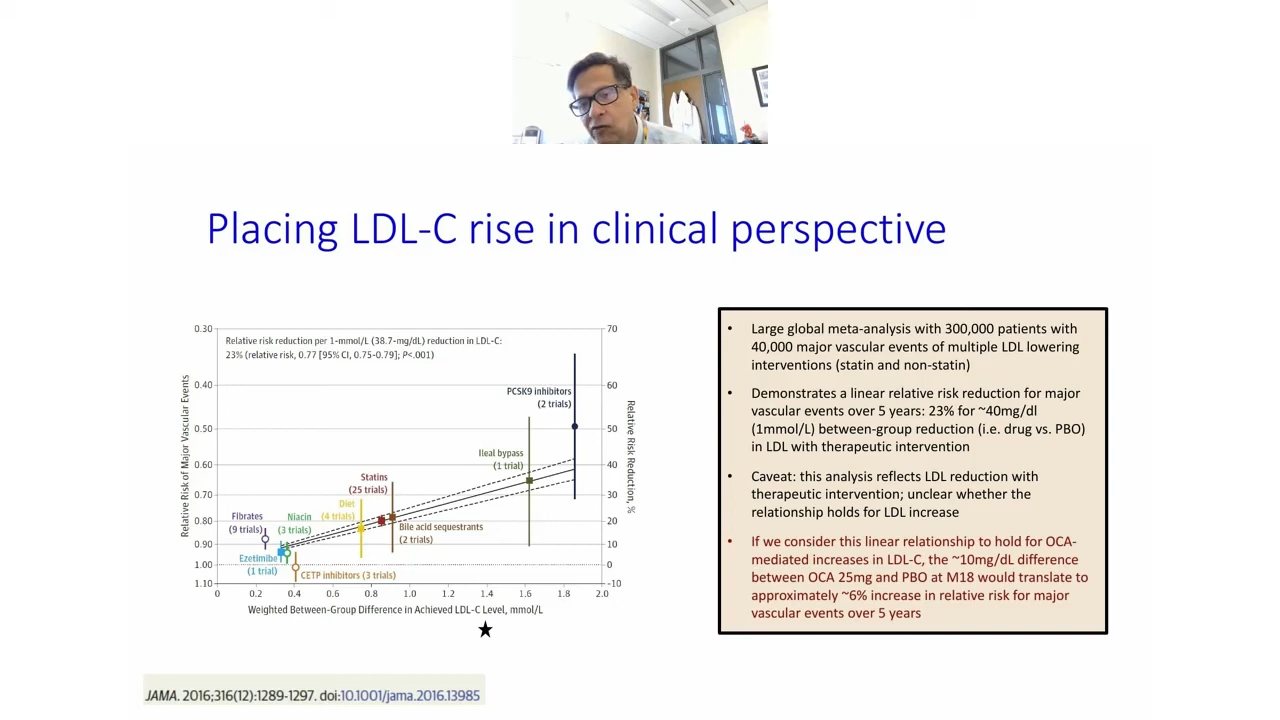 Placing LDL-C rise in clinical perspective
Relative risk reduction per 1-mmol/L (38.7-mg/dL) reduction in LDL-C:
23% (relative risk, 0.77 [95% CI, 0.75-0.79]; P<.001)
Relative Risk of Major Vascular Events
0.30
0.40
0.50
0.60
0.70
0.80
0.90
1.00
1.10
PCSK9 inhibitors
(2 trials)
Ileal bypass
(1 trial)
Statins
(25 trials)
Diet
(4 trials)
Bile acid sequestrants
(2 trials)
Fibrates
(9 trials)
Niacin
(3 trials)
Ezetimibe
(1 trial)
CETP inhibitors (3 trials)
70
60
50
40
30
20
10
0
-10
Relative Risk Reduction, %
0 0.2 0.4 0.6 0.8 1.0 1.2 1.4 1.6 1.8 2.0
Weighted Between-Group Difference in Achieved LDL-C Level, mmol/L
• Large global meta-analysis with 300,000 patients with
40,000 major vascular events of multiple LDL lowering
interventions (statin and non-statin)
• Demonstrates a linear relative risk reduction for major
vascular events over 5 years: 23% for ~40mg/dl
(1mmol/L) between-group reduction (i.e. drug vs. PBO)
in LDL with therapeutic intervention
• Caveat: this analysis reflects LDL reduction with
therapeutic intervention; unclear whether the
relationship holds for LDL increase
• If we consider this linear relationship to hold for OCA-
mediated increases in LDL-C, the ~10mg/dL difference
between OCA 25mg and PBO at M18 would translate to
approximately ~6% increase in relative risk for major
vascular events over 5 years
JAMA. 2016;316(12):1289-1297. doi:10.1001/jama.2016.13985